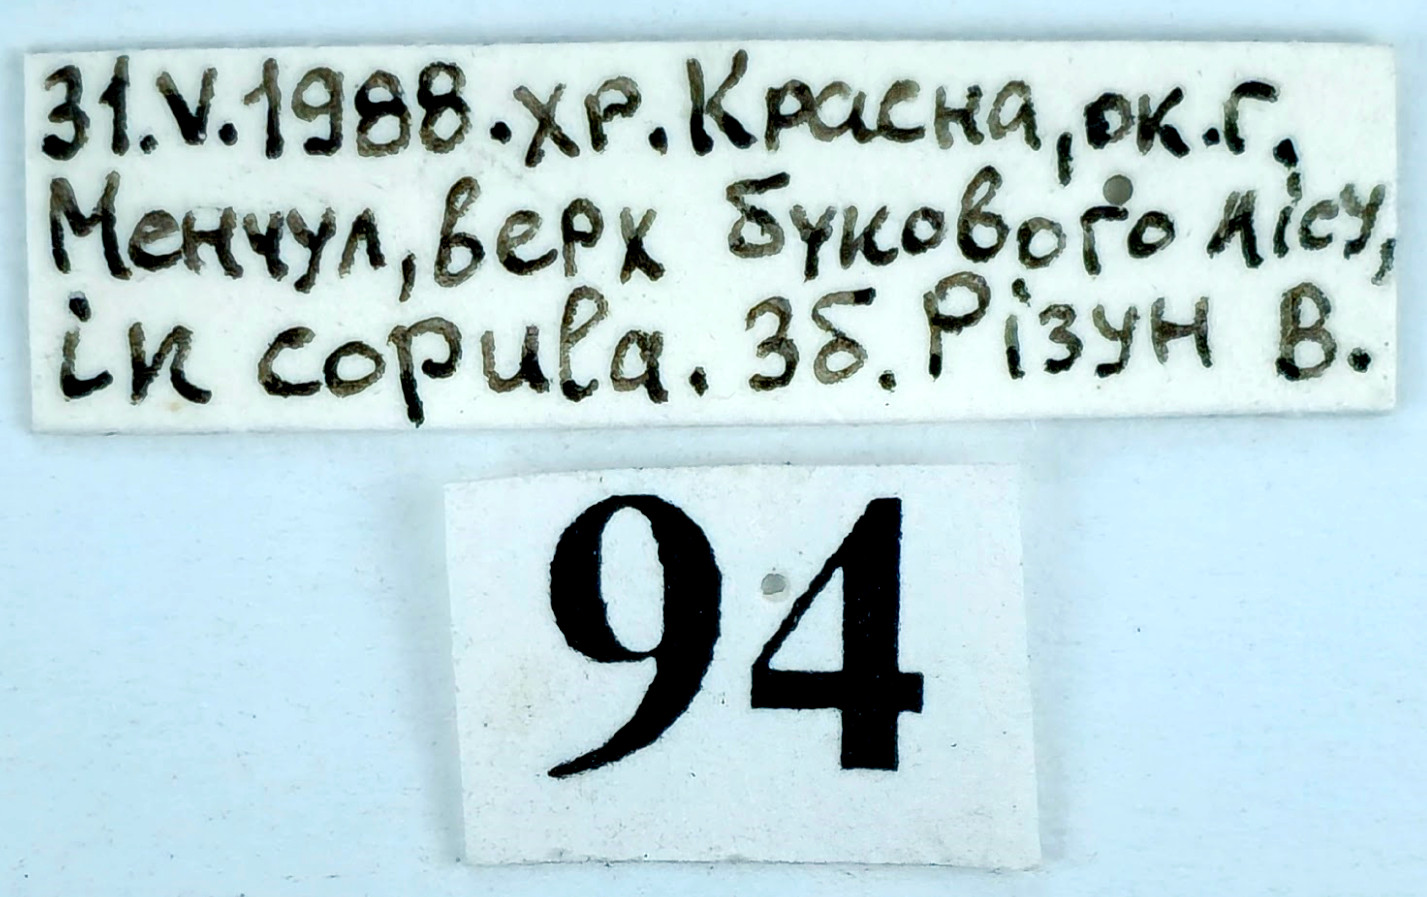 31.V.1988. хр. Красна, ок. г.
Менчул, верх букового лісу,
in copula. Зб. Різун В.
94